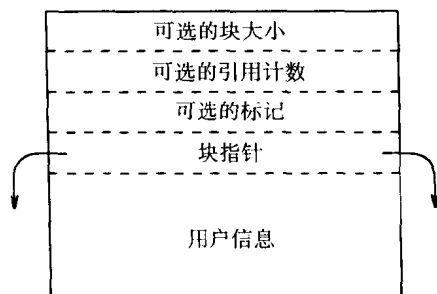 可选的块大小
可选的引用计数
可选的标记
块指针
用户信息